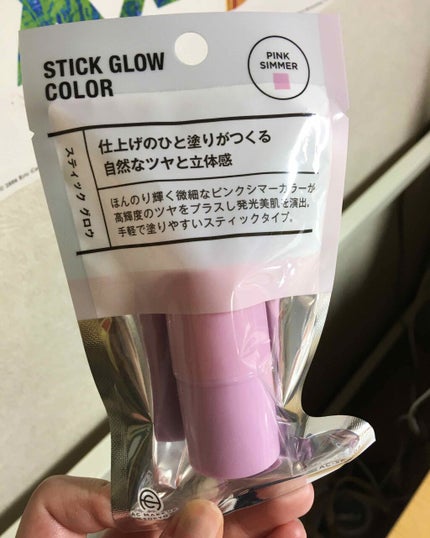 STICK GLOW
COLOR
PINK
SIMMER
スティック グロウ
仕上げのひと塗りがつくる
自然なツヤと立体感
ほんのり輝く微細なピンクシマーカラーが
高輝度のツヤをプラスし発光美肌を演出。
手軽で塗りやすいスティックタイプ。